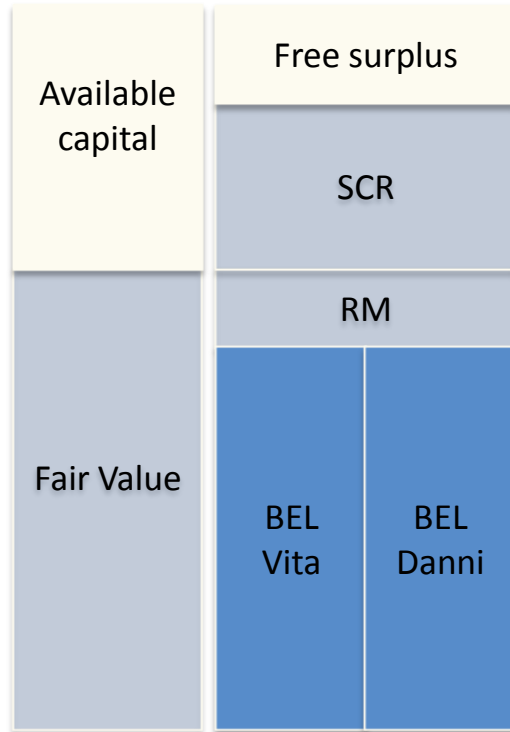 Available
capital
Fair Value
Free surplus
SCR
RM
BEL
Vita
BEL
Danni